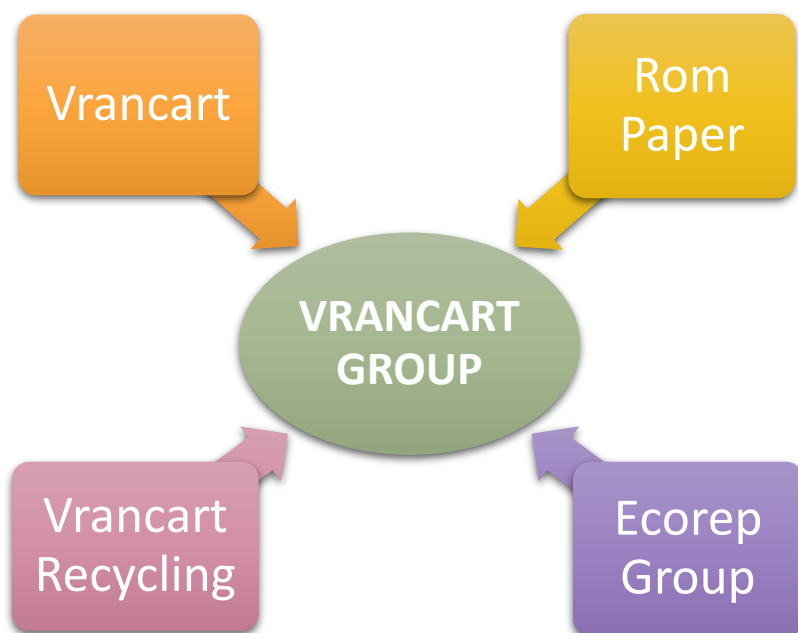 Vrancart
Rom
Paper
VRANCART
GROUP
Vrancart
Recycling
Ecorep
Group